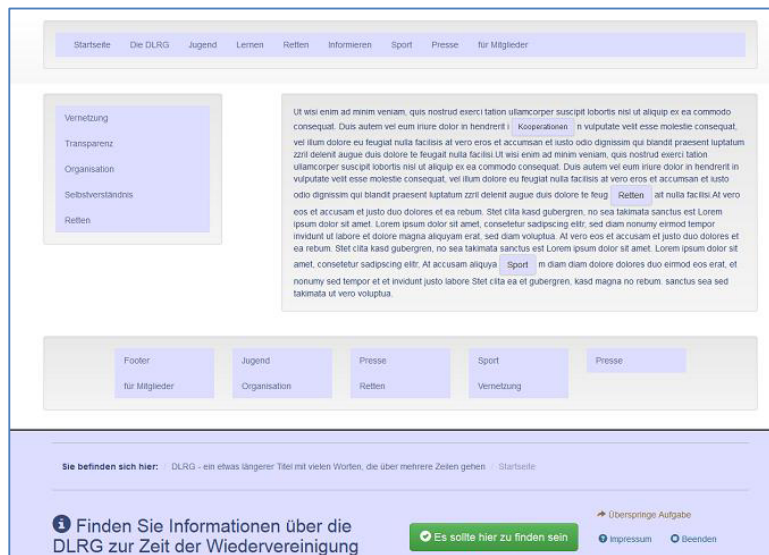 Startseite Die DLRG Jugend Lernen Retten Informieren Sport Presse für Mitglieder
Vernetzung
Transparenz
Organisation
Selbstverständnis
Retten
Ut wisi enim ad minim veniam, quis nostrud exerci tation ullamcorper suscipit lobortis nisl ut aliquip ex ea commodo
consequat. Duis autem vel eum iriure dolor in hendrerit i Kooperationen n vulputate velit esse molestie consequat,
vel illum dolore eu feugiat nulla facilisis at vero eros et accumsan et iusto odio dignissim qui blandit praesent luptatum
zzril delenit augue duis dolore te feugait nulla facilisi.Ut wisi enim ad minim veniam, quis nostrud exerci tation
ullamcorper suscipit lobortis nisl ut aliquip ex ea commodo consequat. Duis autem vel eum iriure dolor in hendrerit in
vulputate velit esse molestie consequat, vel illum dolore eu feugiat nulla facilisis at vero eros et accumsan et iusto
odio dignissim qui blandit praesent luptatum zzril delenit augue duis dolore te feug Retten ait nulla facilisi.At vero
eos et accusam et justo duo dolores et ea rebum. Stet clita kasd gubergren, no sea takimata sanctus est Lorem
ipsum dolor sit amet. Lorem ipsum dolor sit amet, consetetur sadipscing elitr, sed diam nonumy eirmod tempor
invidunt ut labore et dolore magna aliquyam erat, sed diam voluptua. At vero eos et accusam et justo duo dolores et
ea rebum. Stet clita kasd gubergren, no sea takimata sanctus est Lorem ipsum dolor sit amet. Lorem ipsum dolor sit
amet, consetetur sadipscing elitr, At accusam aliquya Sport m diam diam dolore dolores duo eirmod eos erat, et
nonumy sed tempor et et invidunt justo labore Stet clita ea et gubergren, kasd magna no rebum. sanctus sea sed
takimata ut vero voluptua.
Footer Jugend Presse Sport Presse
für Mitglieder Organisation Retten Vernetzung
Sie befinden sich hier: / DLRG - ein etwas längerer Titel mit vielen Worten, die über mehrere Zeilen gehen / Startseite
Finden Sie Informationen über die
DLRG zur Zeit der Wiedervereinigung
Es sollte hier zu finden sein
Überspringe Aufgabe
Impressum Beenden